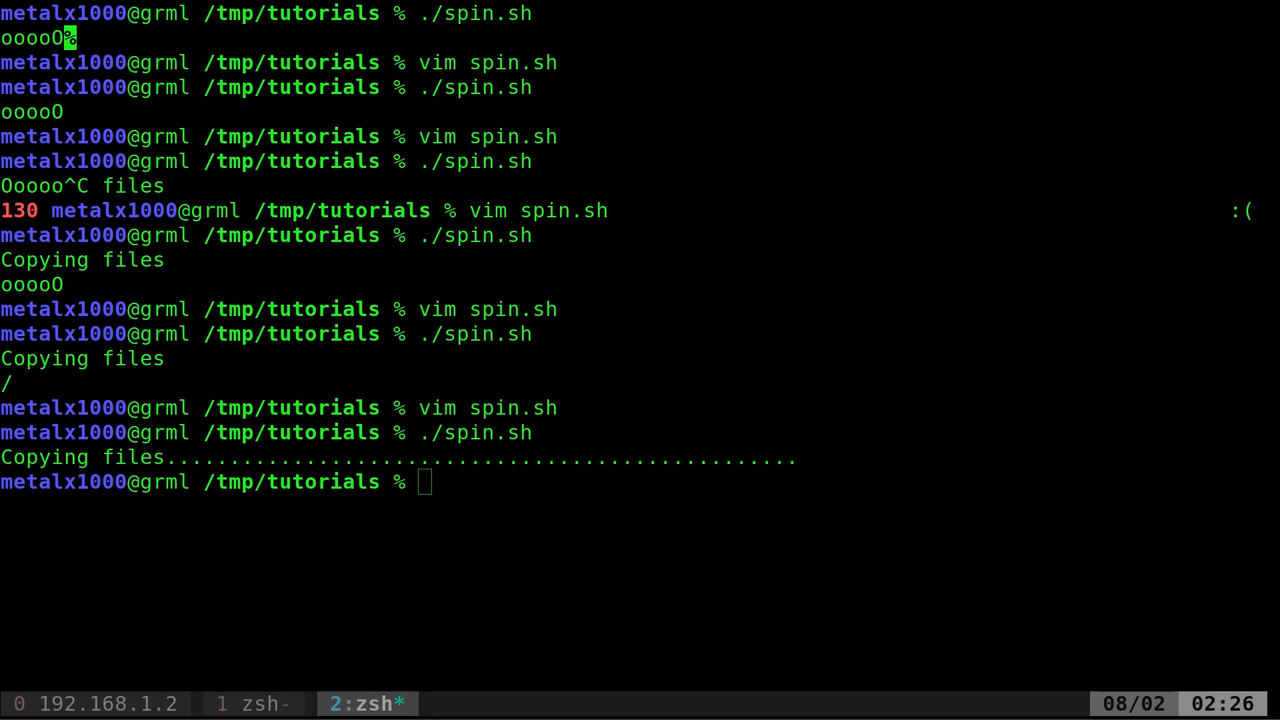 metalx1000@grml /tmp/tutorials % ./spin.sh
ooooO%
metalx1000@grml /tmp/tutorials % vim spin.sh
metalx1000@grml /tmp/tutorials % ./spin.sh
ooooO
metalx1000@grml /tmp/tutorials % vim spin.sh
metalx1000@grml /tmp/tutorials % ./spin.sh
Ooooo^C files
130 metalx1000@grml /tmp/tutorials % vim spin.sh :(
metalx1000@grml /tmp/tutorials % ./spin.sh
Copying files
ooooO
metalx1000@grml /tmp/tutorials % vim spin.sh
metalx1000@grml /tmp/tutorials % ./spin.sh
Copying files
/
metalx1000@grml /tmp/tutorials % vim spin.sh
metalx1000@grml /tmp/tutorials % ./spin.sh
Copying files..................................................
metalx1000@grml /tmp/tutorials %
0 192.168.1.2 1 zsh- 2:zsh* 08/02 02:26